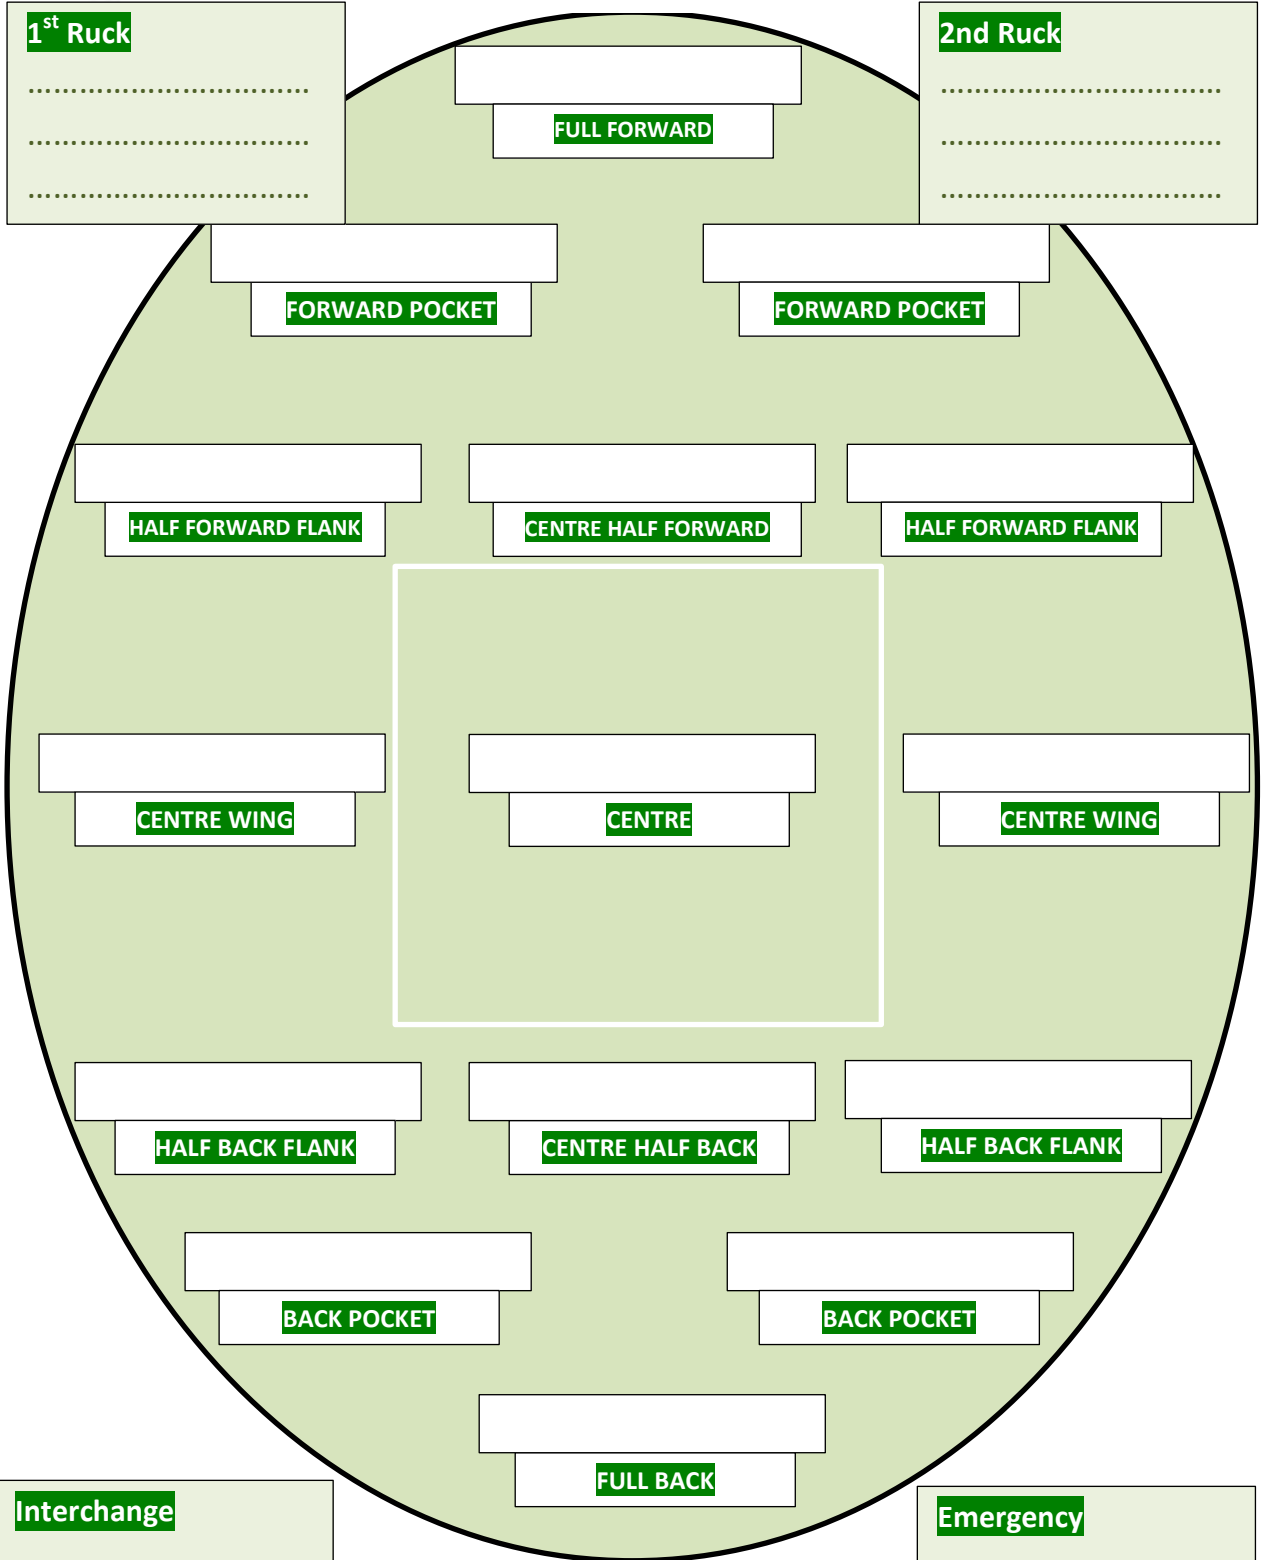 1st Ruck
………………………………
………………………………
………………………………
2nd Ruck
………………………………
………………………………
………………………………
FULL FORWARD
FORWARD POCKET
FORWARD POCKET
HALF FORWARD FLANK
CENTRE HALF FORWARD
HALF FORWARD FLANK
CENTRE WING
CENTRE
CENTRE WING
HALF BACK FLANK
CENTRE HALF BACK
HALF BACK FLANK
BACK POCKET
BACK POCKET
FULL BACK
Interchange
Emergency